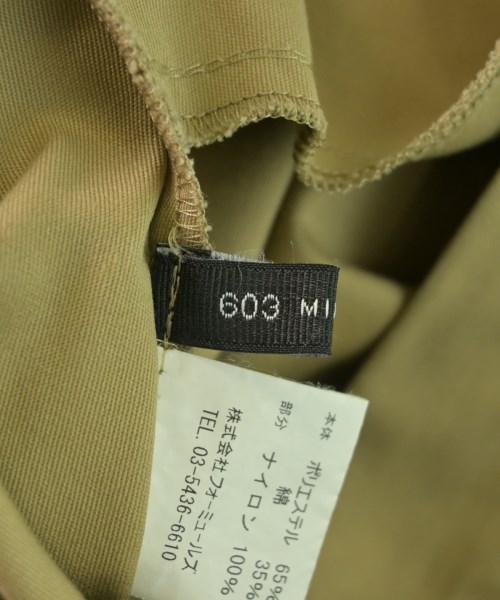 603 MI
本体 ポリエステル 65%
綿 35%
部分 ナイロン 100%
株式会社フォーミュールズ
TEL. 03-5436-6610